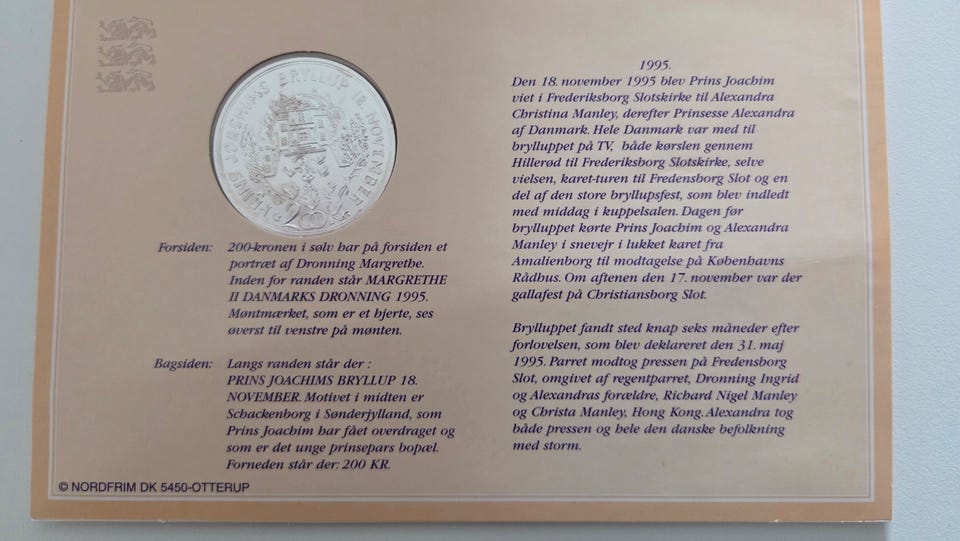 PRINS JOACHIMS BRYLLUP 18. NOVEMBER
200
Forsiden: 200-kronen i sølv har på forsiden et
portræt af Dronning Margrethe.
Inden for randen står MARGRETHE
II DANMARKS DRONNING 1995.
Møntmærket, som er et hjerte, ses
øverst til venstre på mønten.
Bagsiden: Langs randen står der :
PRINS JOACHIMS BRYLLUP 18.
NOVEMBER. Motivet i midten er
Schackenborg i Sønderjylland, som
Prins Joachim har fået overdraget og
som er det unge prinsepars bopæl.
Forneden står der: 200 KR.
© NORDFRIM DK 5450-OTTERUP
1995.
Den 18. november 1995 blev Prins Joachim
viet i Frederiksborg Slotskirke til Alexandra
Christina Manley, derefter Prinsesse Alexandra
af Danmark. Hele Danmark var med til
brylluppet på TV, både kørslen gennem
Hillerød til Frederiksborg Slotskirke, selve
vielsen, karet-turen til Fredensborg Slot og en
del af den store bryllupsfest, som blev indledt
med middag i kuppelsalen. Dagen før
brylluppet kørte Prins Joachim og Alexandra
Manley i snevejr i lukket karet fra
Amalienborg til modtagelse på Københavns
Rådhus. Om aftenen den 17. november var der
gallafest på Christiansborg Slot.
Brylluppet fandt sted knap seks måneder efter
forlovelsen, som blev deklareret den 31. maj
1995. Parret modtog pressen på Fredensborg
Slot, omgivet af regentparret, Dronning Ingrid
og Alexandras forældre, Richard Nigel Manley
og Christa Manley, Hong Kong. Alexandra tog
både pressen og hele den danske befolkning
med storm.